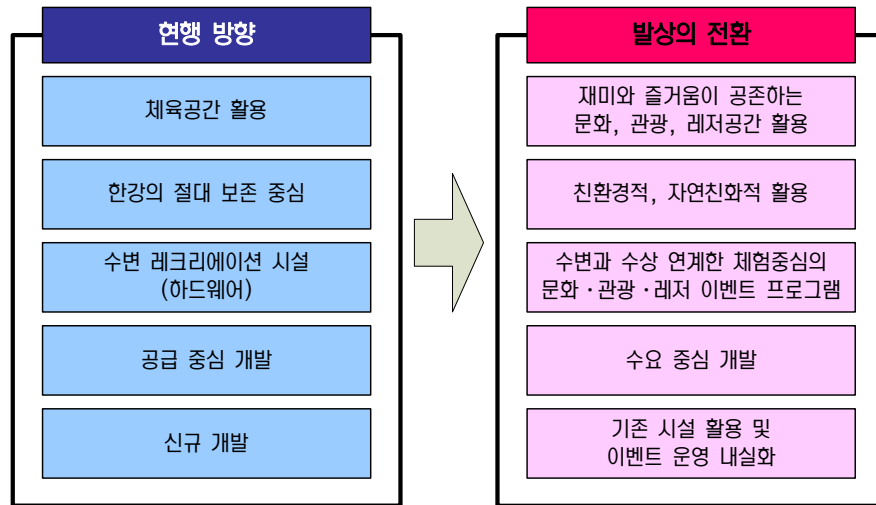 현행 방향
체육공간 활용
한강의 절대 보존 중심
수변 레크리에이션 시설
(하드웨어)
공급 중심 개발
신규 개발
발상의 전환
재미와 즐거움이 공존하는
문화, 관광, 레저공간 활용
친환경적, 자연친화적 활용
수변과 수상 연계한 체험중심의
문화·관광·레저 이벤트 프로그램
수요 중심 개발
기존 시설 활용 및
이벤트 운영 내실화